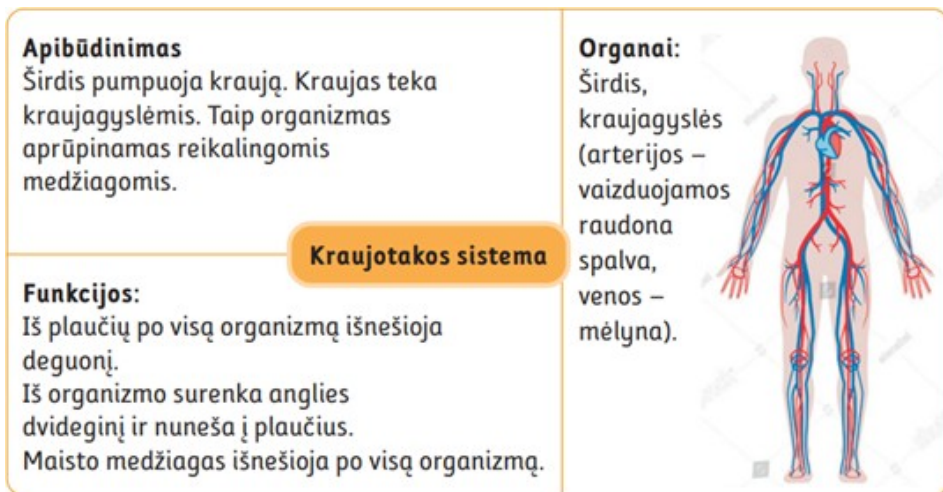 Apibūdinimas
Širdis pumpuoja kraują. Kraujas teka
kraujagyslėmis. Taip organizmas
aprūpinamas reikalingomis
medžiagomis.
Kraujotakos sistema
Funkcijos:
Iš plaučių po visą organizmą išnešioja
deguonį.
Iš organizmo surenka anglies
dvideginį ir nuneša į plaučius.
Maisto medžiagas išnešioja po visą organizmą.
Organai:
Širdis,
kraujagyslės
(arterijos –
vaizduojamos
raudona
spalva,
venos –
mėlyna).